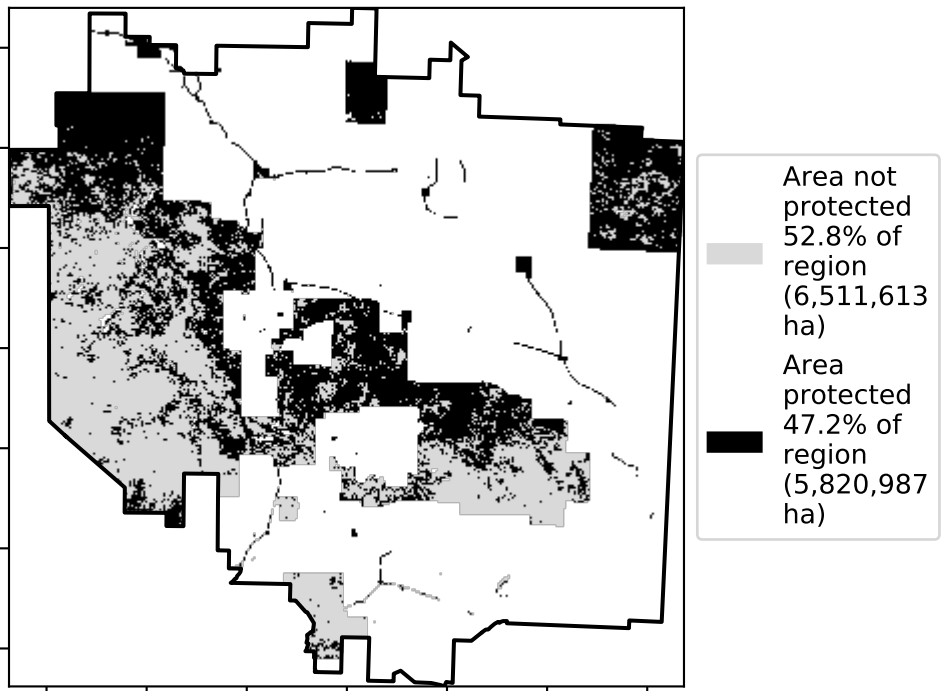 Area not
protected
52.8% of
region
(6,511,613
ha)
Area
protected
47.2% of
region
(5,820,987
ha)